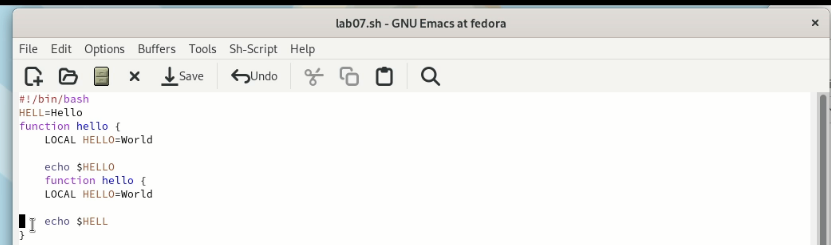 lab07.sh - GNU Emacs at fedora
File Edit Options Buffers Tools Sh-Script Help
Save Undo
#!/bin/bash
HELL=Hello
function hello {
    LOCAL HELLO=World
    echo $HELLO
    function hello {
    LOCAL HELLO=World
    echo $HELL
}